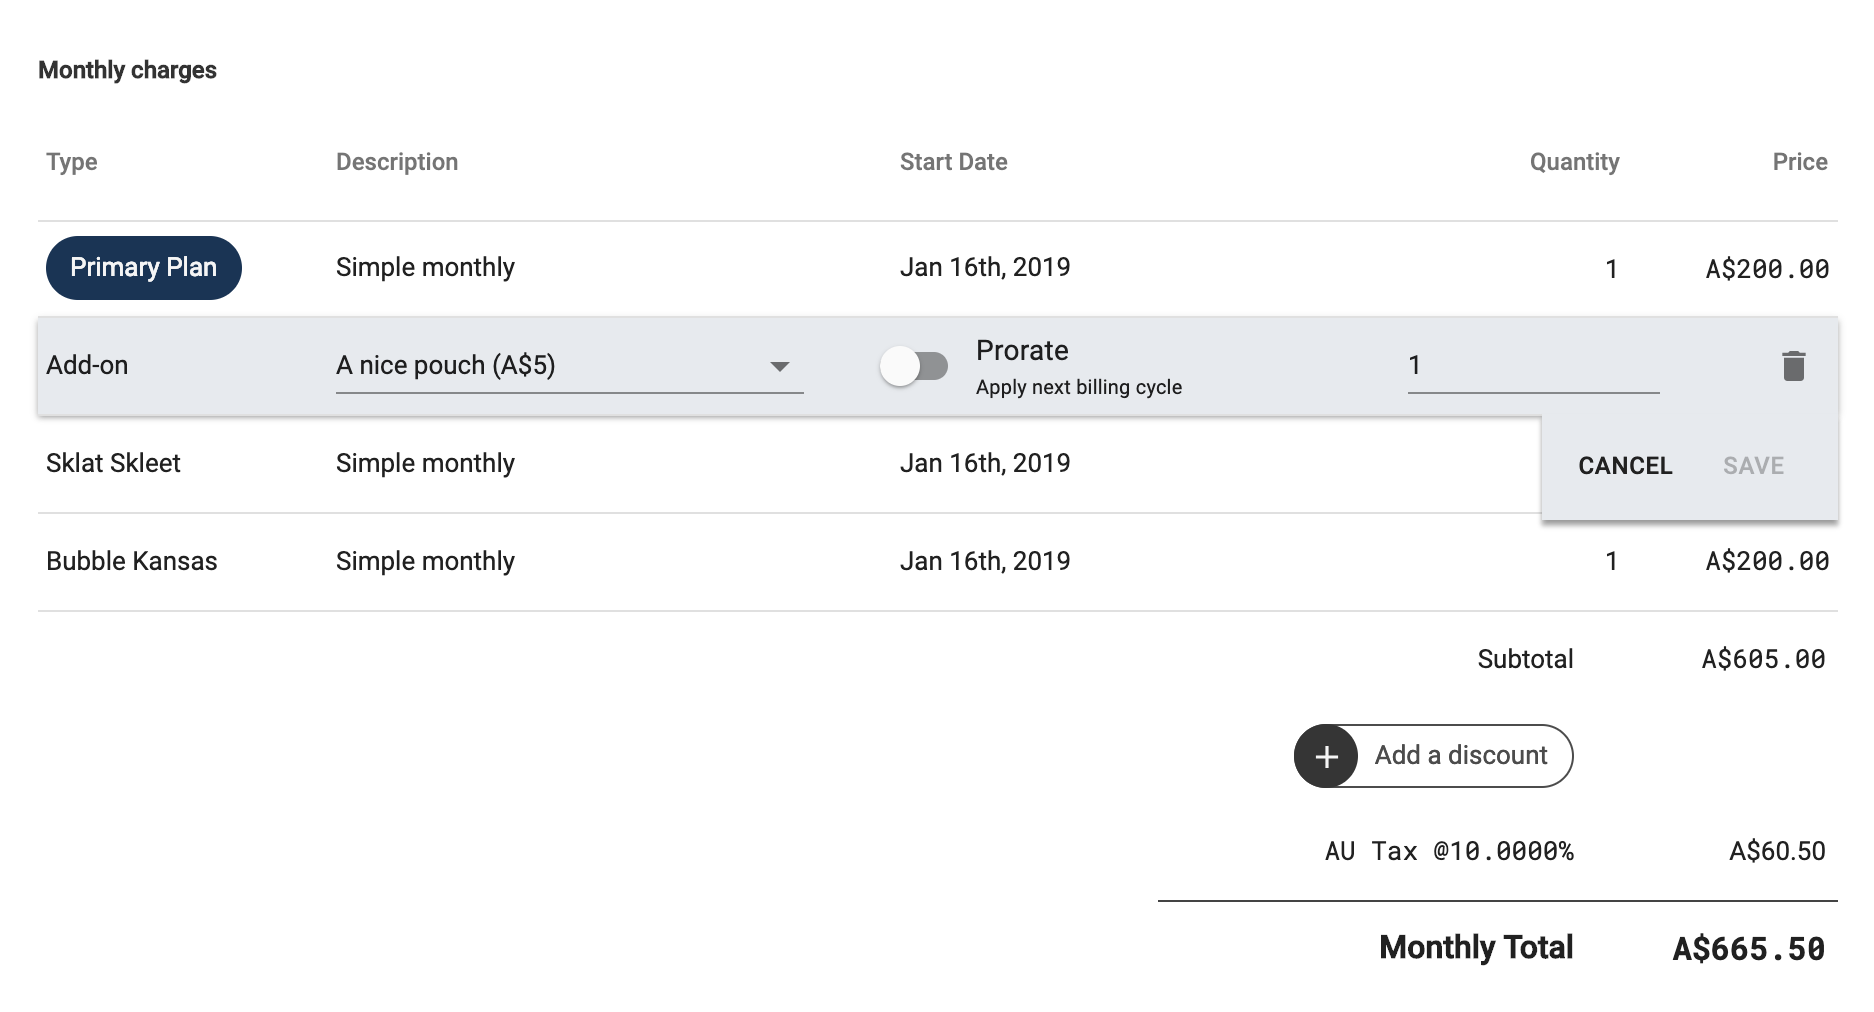 Monthly charges
Type Description Start Date Quantity Price
Primary Plan Simple monthly Jan 16th, 2019 1 A$200.00
Add-on A nice pouch (A$5) Prorate 1
Apply next billing cycle
Sklat Skleet Simple monthly Jan 16th, 2019 CANCEL SAVE
Bubble Kansas Simple monthly Jan 16th, 2019 1 A$200.00
Subtotal A$605.00
+ Add a discount
AU Tax @10.0000% A$60.50
Monthly Total A$665.50